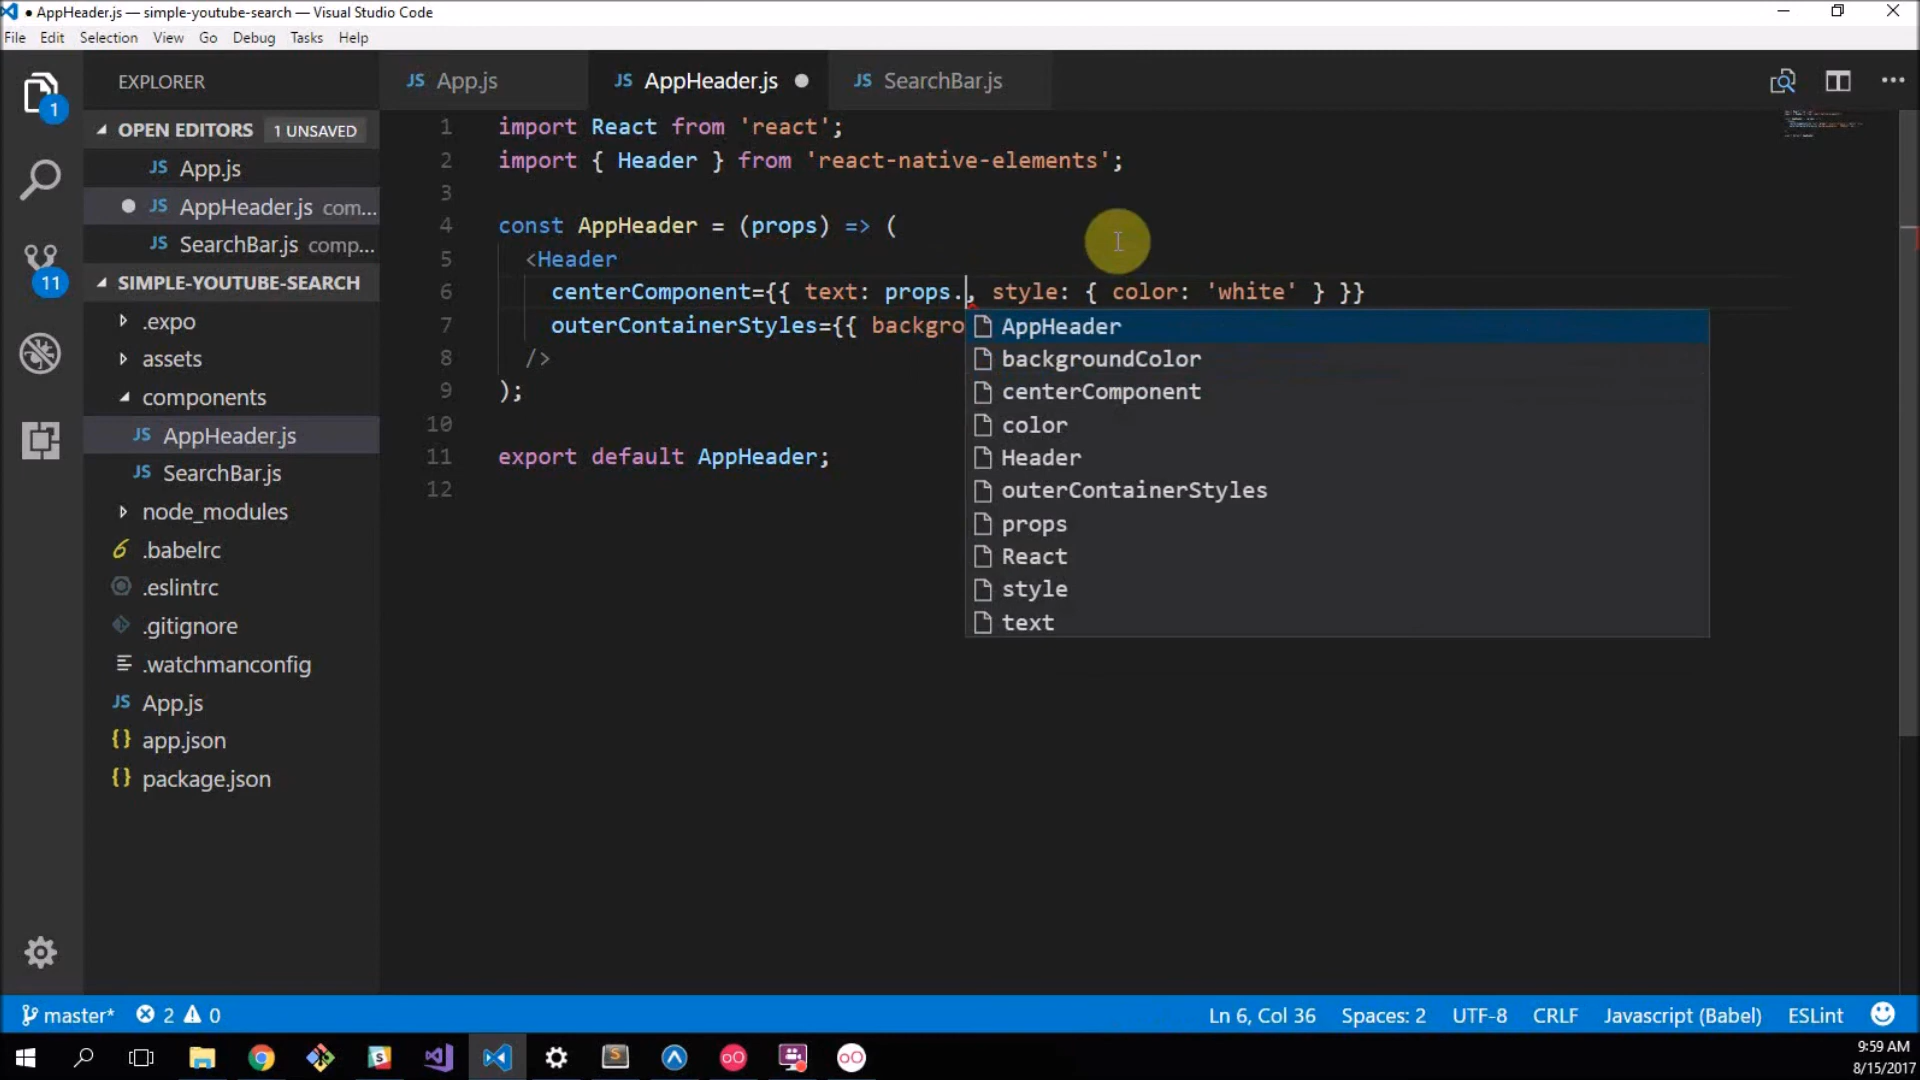 AppHeader.js — simple-youtube-search — Visual Studio Code
File Edit Selection View Go Debug Tasks Help
EXPLORER
JS App.js
JS AppHeader.js
JS SearchBar.js
1
OPEN EDITORS 1 UNSAVED
JS App.js
JS AppHeader.js com...
JS SearchBar.js comp...
11
SIMPLE-YOUTUBE-SEARCH
.expo
assets
components
JS AppHeader.js
JS SearchBar.js
node_modules
.babelrc
.eslintrc
.gitignore
.watchmanconfig
JS App.js
{} app.json
{} package.json
1 import React from 'react';
2 import { Header } from 'react-native-elements';
3
4 const AppHeader = (props) => (
5 <Header
6 centerComponent={{ text: props., style: { color: 'white' } }}
7 outerContainerStyles={{ backgro
8 />
9 );
10
11 export default AppHeader;
12
AppHeader
backgroundColor
centerComponent
color
Header
outerContainerStyles
props
React
style
text
master* 2 0 Ln 6, Col 36 Spaces: 2 UTF-8 CRLF Javascript (Babel) ESLint
9:59 AM
8/15/2017